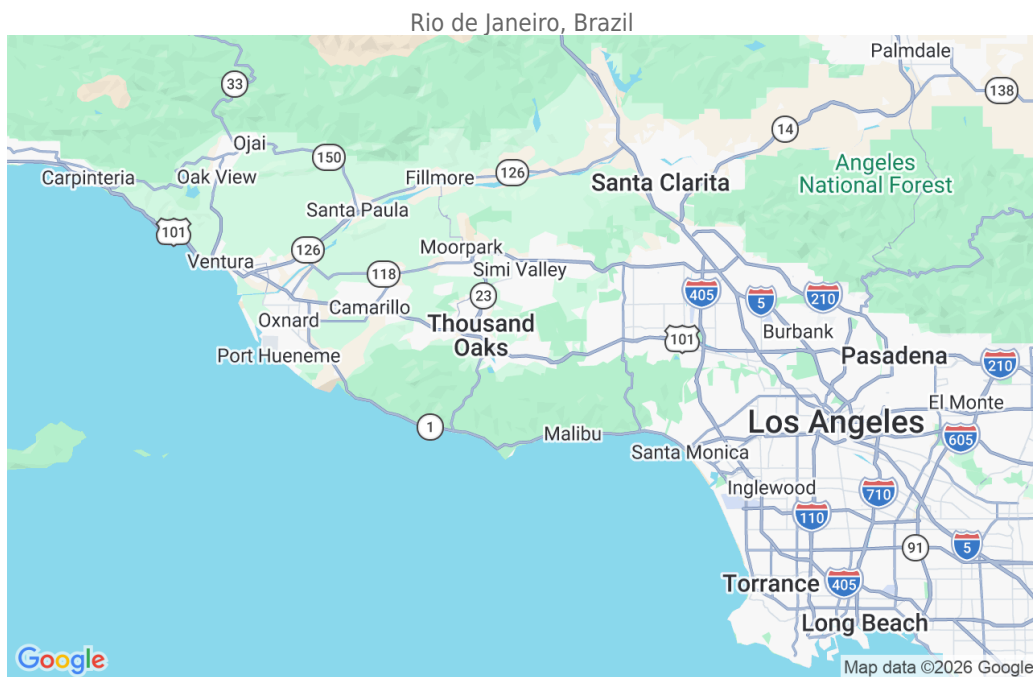 Rio de Janeiro, Brazil
Palmdale
33
138
14
Ojai
150
Angeles
National Forest
126
Carpinteria
Oak View
Fillmore
Santa Clarita
Santa Paula
101
126
Moorpark
Ventura
118
Simi Valley
23
405
5
210
Camarillo
Oxnard
Thousand
Oaks
Burbank
101
Port Hueneme
Pasadena
210
El Monte
1
Malibu
Los Angeles
605
Santa Monica
Inglewood
710
110
91
5
Torrance
405
Long Beach
Google
Map data ©2026 Google